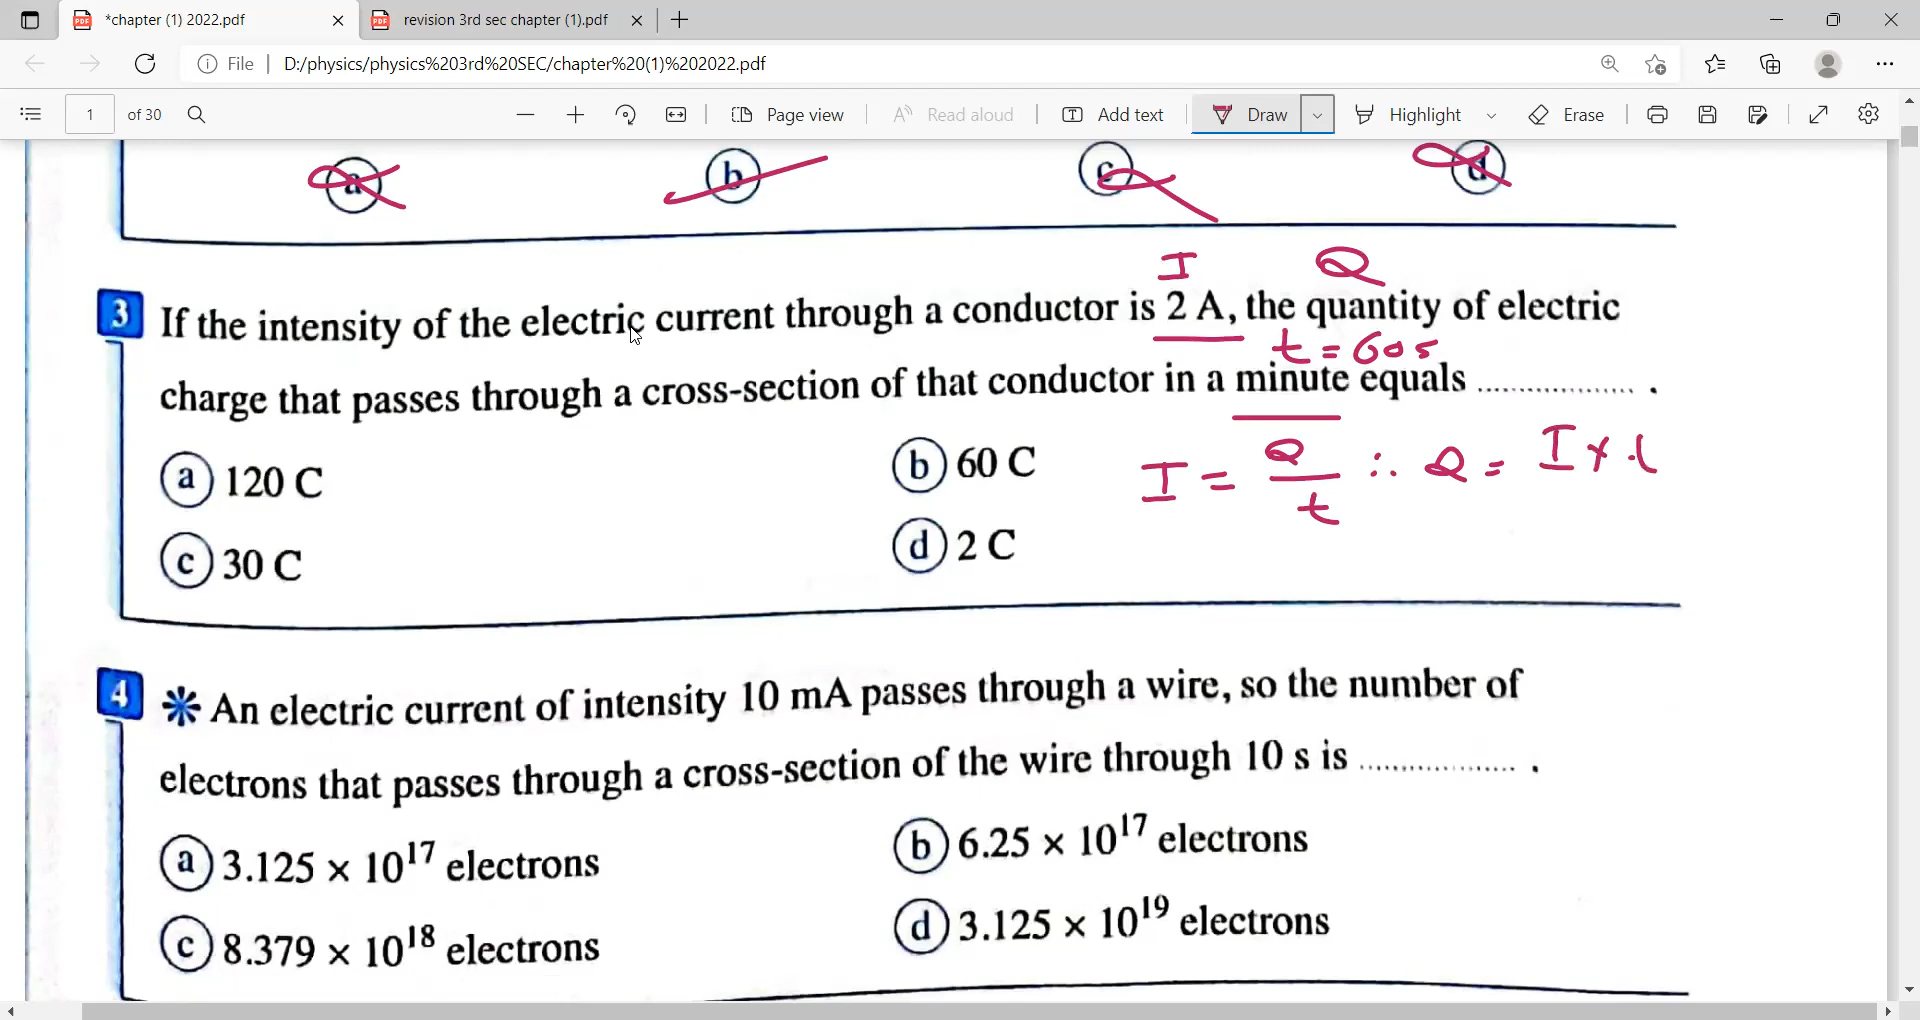 *chapter (1) 2022.pdf
revision 3rd sec chapter (1).pdf
File
D:/physics/physics%203rd%20SEC/chapter%20(1)%202022.pdf
1 of 30
Page view
Read aloud
Add text
Draw
Highlight
Erase
a b c d
I Q
3 If the intensity of the electric current through a conductor is 2 A, the quantity of electric
t = 60s
charge that passes through a cross-section of that conductor in a minute equals ................. .
a 120 C
b 60 C
I = Q/t ∴ Q = I ×
c 30 C
d 2 C
4 * An electric current of intensity 10 mA passes through a wire, so the number of
electrons that passes through a cross-section of the wire through 10 s is ................. .
a 3.125 × 10¹⁷ electrons
b 6.25 × 10¹⁷ electrons
c 8.379 × 10¹⁸ electrons
d 3.125 × 10¹⁹ electrons